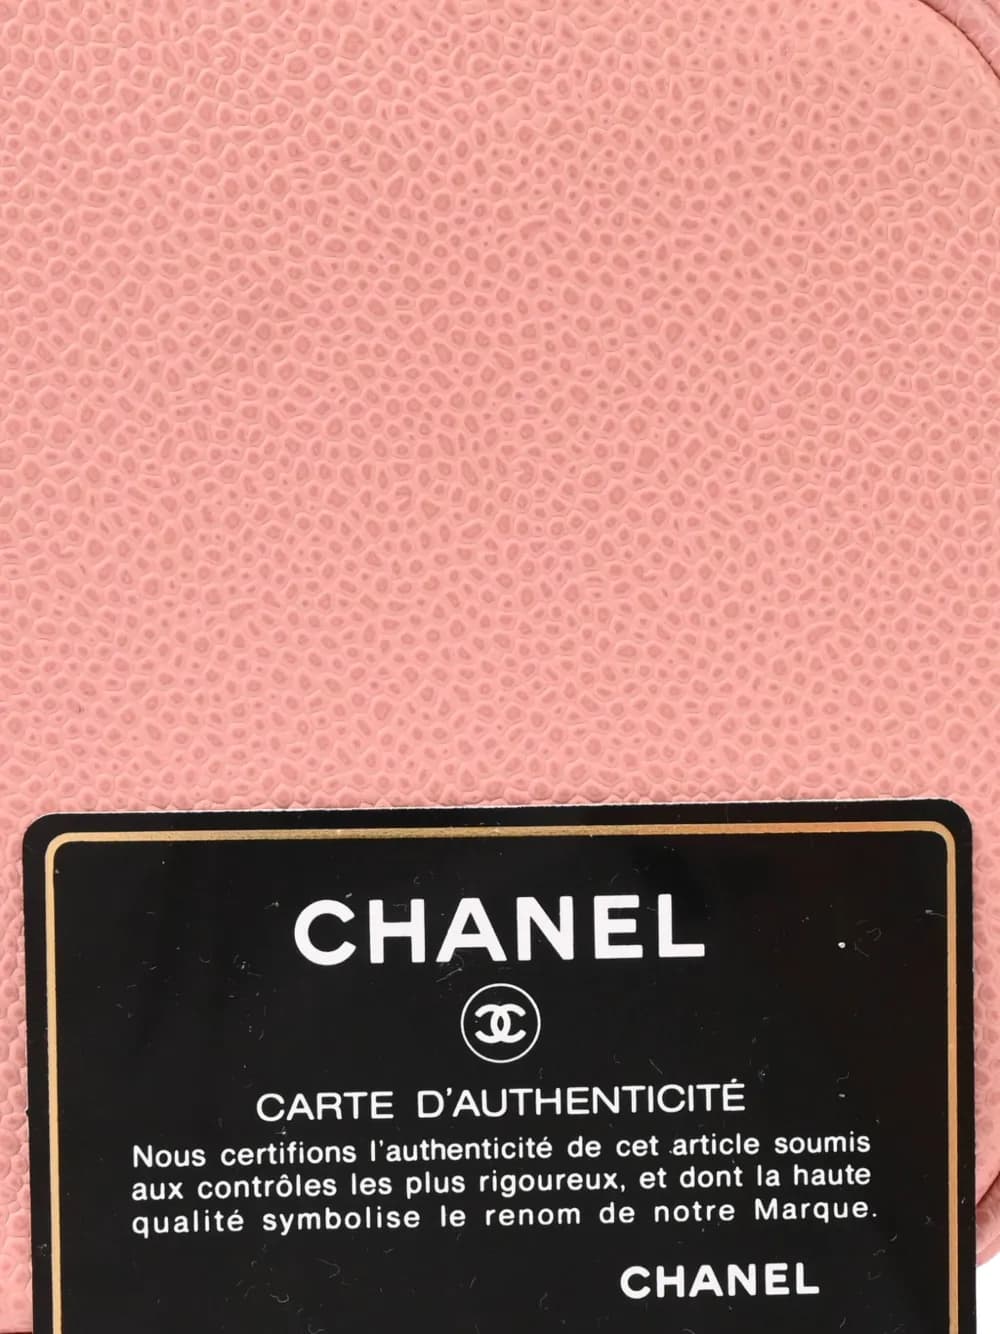 CHANEL
CARTE D'AUTHENTICITÉ
Nous certifions l'authenticité de cet article soumis
aux contrôles les plus rigoureux, et dont la haute
qualité symbolise le renom de notre Marque.
CHANEL